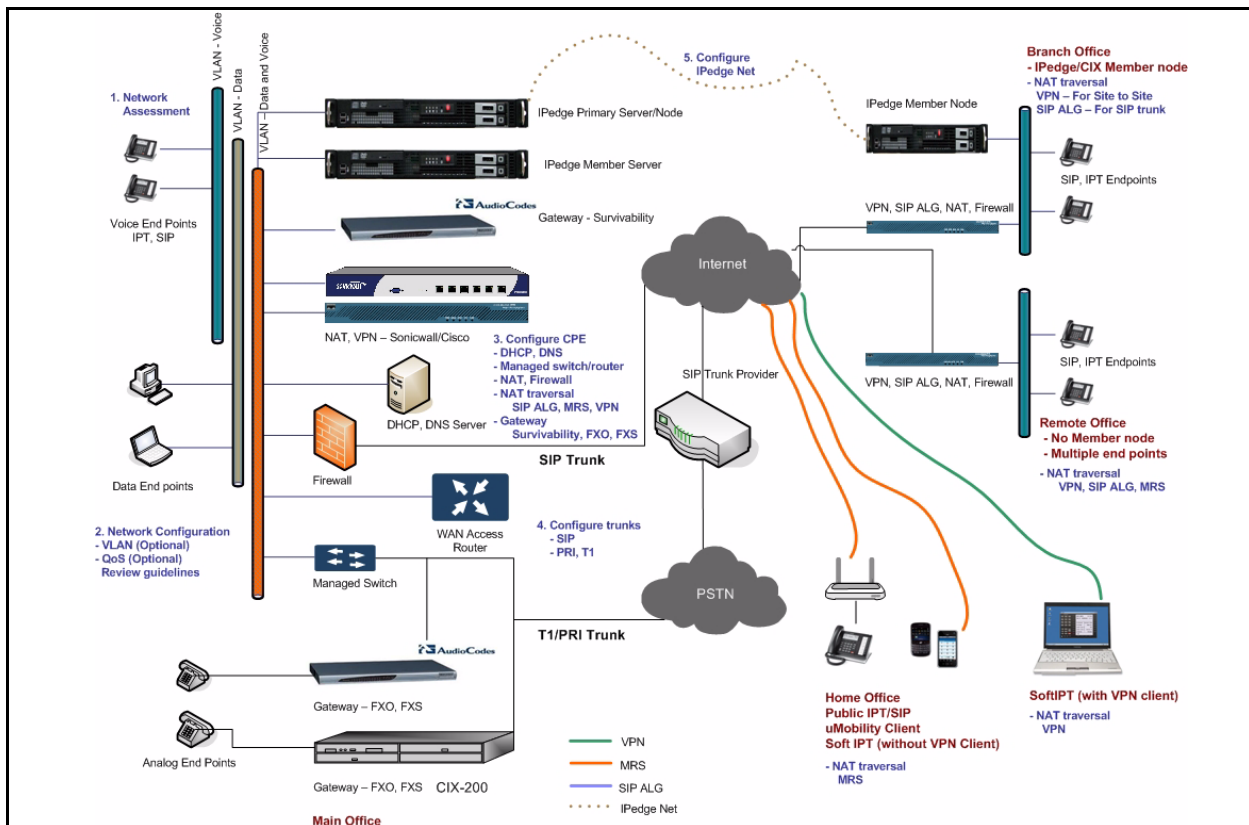 VLAN - Voice
VLAN - Data
VLAN – Data and Voice
1. Network
Assessment
Voice End Points
IPT, SIP
Data End points
2. Network Configuration
- VLAN (Optional)
- QoS (Optional)
Review guidelines
IPedge Primary Server/Node
IPedge Member Server
AudioCodes
Gateway - Survivability
NAT, VPN – Sonicwall/Cisco
DHCP, DNS Server
3. Configure CPE
- DHCP, DNS
- Managed switch/router
- NAT, Firewall
- NAT traversal
SIP ALG, MRS, VPN
- Gateway
Survivability, FXO, FXS
Firewall
SIP Trunk
WAN Access
Router
4. Configure trunks
- SIP
- PRI, T1
Managed Switch
T1/PRI Trunk
AudioCodes
Gateway – FXO, FXS
Analog End Points
Gateway – FXO, FXS
CIX-200
Main Office
5. Configure
IPedge Net
Internet
SIP Trunk Provider
PSTN
VPN
MRS
SIP ALG
IPedge Net
Branch Office
- IPedge/CIX Member node
- NAT traversal
VPN – For Site to Site
SIP ALG – For SIP trunk
IPedge Member Node
SIP, IPT Endpoints
VPN, SIP ALG, NAT, Firewall
SIP, IPT Endpoints
VPN, SIP ALG, NAT, Firewall
Remote Office
- No Member node
- Multiple end points
- NAT traversal
VPN, SIP ALG, MRS
Home Office
Public IPT/SIP
uMobility Client
Soft IPT (without VPN Client)
- NAT traversal
MRS
SoftIPT (with VPN client)
- NAT traversal
VPN